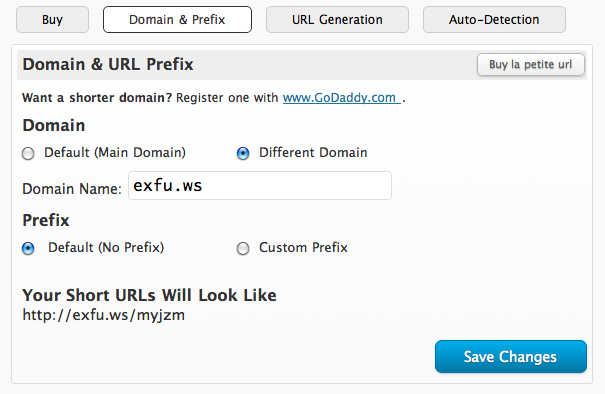 Buy Domain & Prefix URL Generation Auto-Detection
Domain & URL Prefix Buy la petite url
Want a shorter domain? Register one with www.GoDaddy.com .
Domain
Default (Main Domain) Different Domain
Domain Name: exfu.ws
Prefix
Default (No Prefix) Custom Prefix
Your Short URLs Will Look Like
http://exfu.ws/myjzm
Save Changes